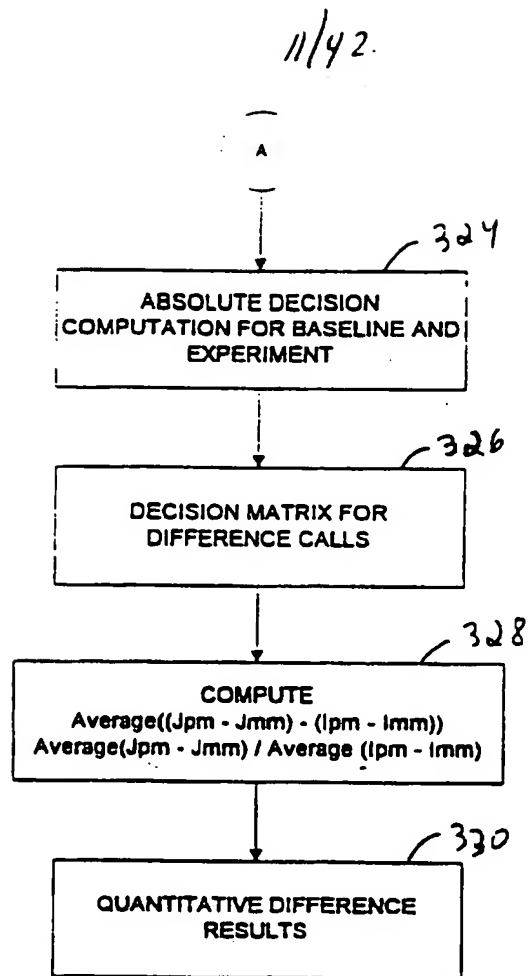 11/42.
A
324
ABSOLUTE DECISION
COMPUTATION FOR BASELINE AND
EXPERIMENT
326
DECISION MATRIX FOR
DIFFERENCE CALLS
328
COMPUTE
Average((Jpm - Jmm) - (Ipm - Imm))
Average(Jpm - Jmm) / Average (Ipm - Imm)
330
QUANTITATIVE DIFFERENCE
RESULTS